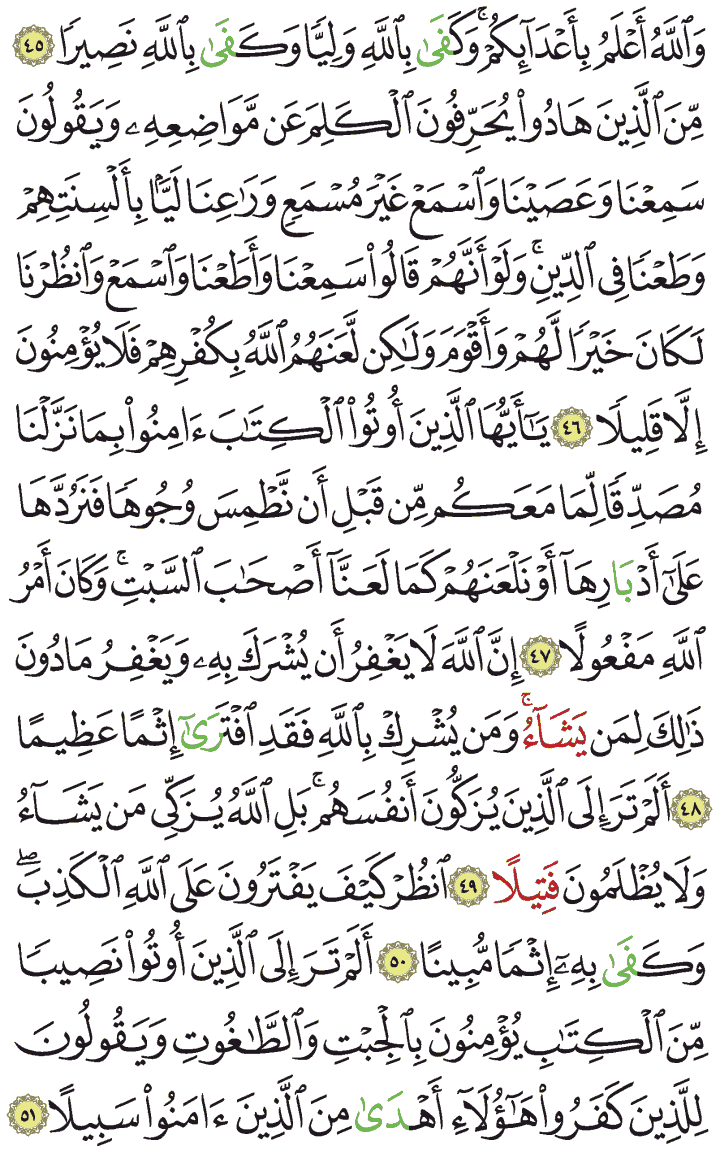 وَٱللَّهُ أَعۡلَمُ بِأَعۡدَآئِكُمۡۚ وَكَفَىٰ بِٱللَّهِ وَلِيّٗا وَكَفَىٰ بِٱللَّهِ نَصِيرٗا ٤٥
مِّنَ ٱلَّذِينَ هَادُواْ يُحَرِّفُونَ ٱلۡكَلِمَ عَن مَّوَاضِعِهِۦ وَيَقُولُونَ
سَمِعۡنَا وَعَصَيۡنَا وَٱسۡمَعۡ غَيۡرَ مُسۡمَعٖ وَرَٰعِنَا لَيَّۢا بِأَلۡسِنَتِهِمۡ
وَطَعۡنٗا فِي ٱلدِّينِۚ وَلَوۡ أَنَّهُمۡ قَالُواْ سَمِعۡنَا وَأَطَعۡنَا وَٱسۡمَعۡ وَٱنظُرۡنَا
لَكَانَ خَيۡرٗا لَّهُمۡ وَأَقۡوَمَ وَلَٰكِن لَّعَنَهُمُ ٱللَّهُ بِكُفۡرِهِمۡ فَلَا يُؤۡمِنُونَ
إِلَّا قَلِيلٗا ٤٦ يَٰٓأَيُّهَا ٱلَّذِينَ أُوتُواْ ٱلۡكِتَٰبَ ءَامِنُواْ بِمَا نَزَّلۡنَا
مُصَدِّقٗا لِّمَا مَعَكُم مِّن قَبۡلِ أَن نَّطۡمِسَ وُجُوهٗا فَنَرُدَّهَا
عَلَىٰٓ أَدۡبَارِهَآ أَوۡ نَلۡعَنَهُمۡ كَمَا لَعَنَّآ أَصۡحَٰبَ ٱلسَّبۡتِۚ وَكَانَ أَمۡرُ
ٱللَّهِ مَفۡعُولًا ٤٧ إِنَّ ٱللَّهَ لَا يَغۡفِرُ أَن يُشۡرَكَ بِهِۦ وَيَغۡفِرُ مَا دُونَ
ذَٰلِكَ لِمَن يَشَآءُۚ وَمَن يُشۡرِكۡ بِٱللَّهِ فَقَدِ ٱفۡتَرَىٰٓ إِثۡمًا عَظِيمًا
٤٨ أَلَمۡ تَرَ إِلَى ٱلَّذِينَ يُزَكُّونَ أَنفُسَهُمۚ بَلِ ٱللَّهُ يُزَكِّي مَن يَشَآءُ
وَلَا يُظۡلَمُونَ فَتِيلًا ٤٩ ٱنظُرۡ كَيۡفَ يَفۡتَرُونَ عَلَى ٱللَّهِ ٱلۡكَذِبَۖ
وَكَفَىٰ بِهِۦٓ إِثۡمٗا مُّبِينًا ٥٠ أَلَمۡ تَرَ إِلَى ٱلَّذِينَ أُوتُواْ نَصِيبٗا
مِّنَ ٱلۡكِتَٰبِ يُؤۡمِنُونَ بِٱلۡجِبۡتِ وَٱلطَّٰغُوتِ وَيَقُولُونَ
لِلَّذِينَ كَفَرُواْ هَٰٓؤُلَآءِ أَهۡدَىٰ مِنَ ٱلَّذِينَ ءَامَنُواْ سَبِيلًا ٥١